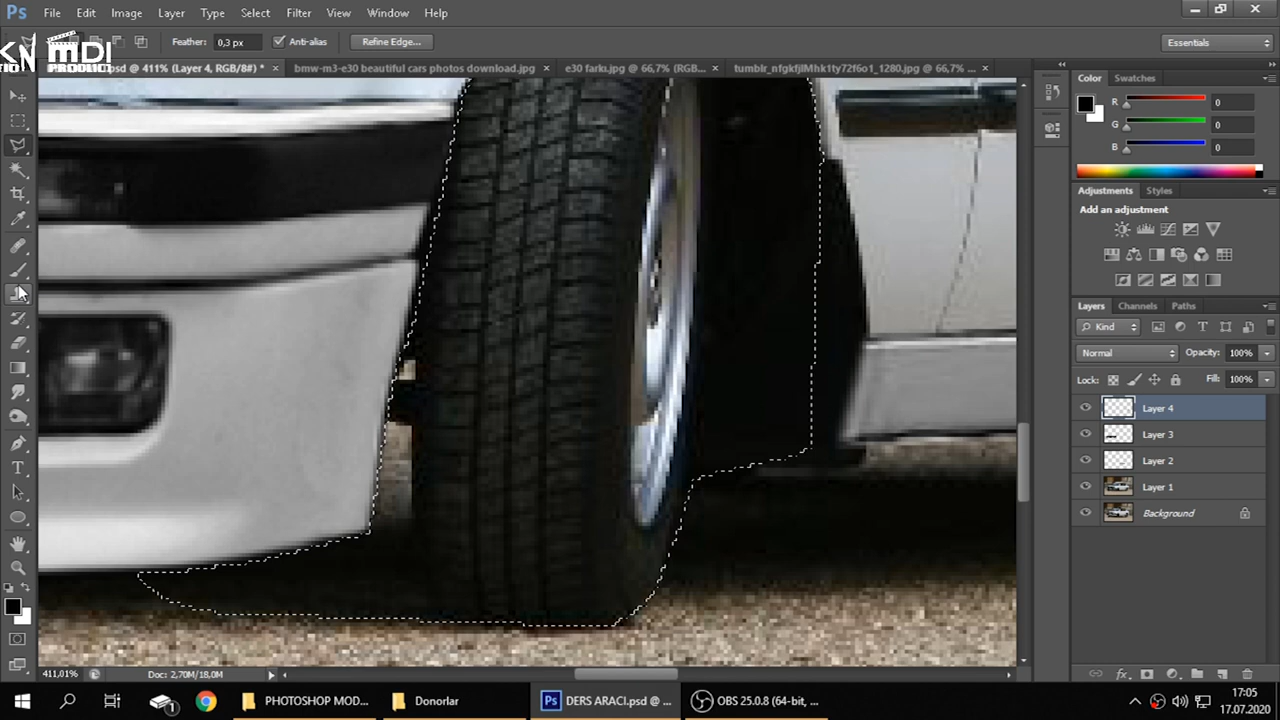 Ps File Edit Image Layer Type Select Filter View Window Help
Feather: 0,3 px Anti-alias Refine Edge... Essentials
KN MDI
PRODUCT
.psd @ 411% (Layer 4, RGB/8#) * × bmw-m3-e30 beautiful cars photos download.jpg × e30 farkı.jpg @ 66,7% (RGB... × tumblr_nfgkfjlMhk1ty72f6o1_1280.jpg @ 66,7% ... ×
Color Swatches
R 0
G 0
B 0
Adjustments Styles
Add an adjustment
Layers Channels Paths
Kind
Normal Opacity: 100%
Lock: Fill: 100%
Layer 4
Layer 3
Layer 2
Layer 1
Background
411,01% Doc: 2,70M/18,0M
1 PHOTOSHOP MOD... Donorlar Ps DERS ARACI.psd @ ... OBS 25.0.8 (64-bit, ... 17:05
17.07.2020